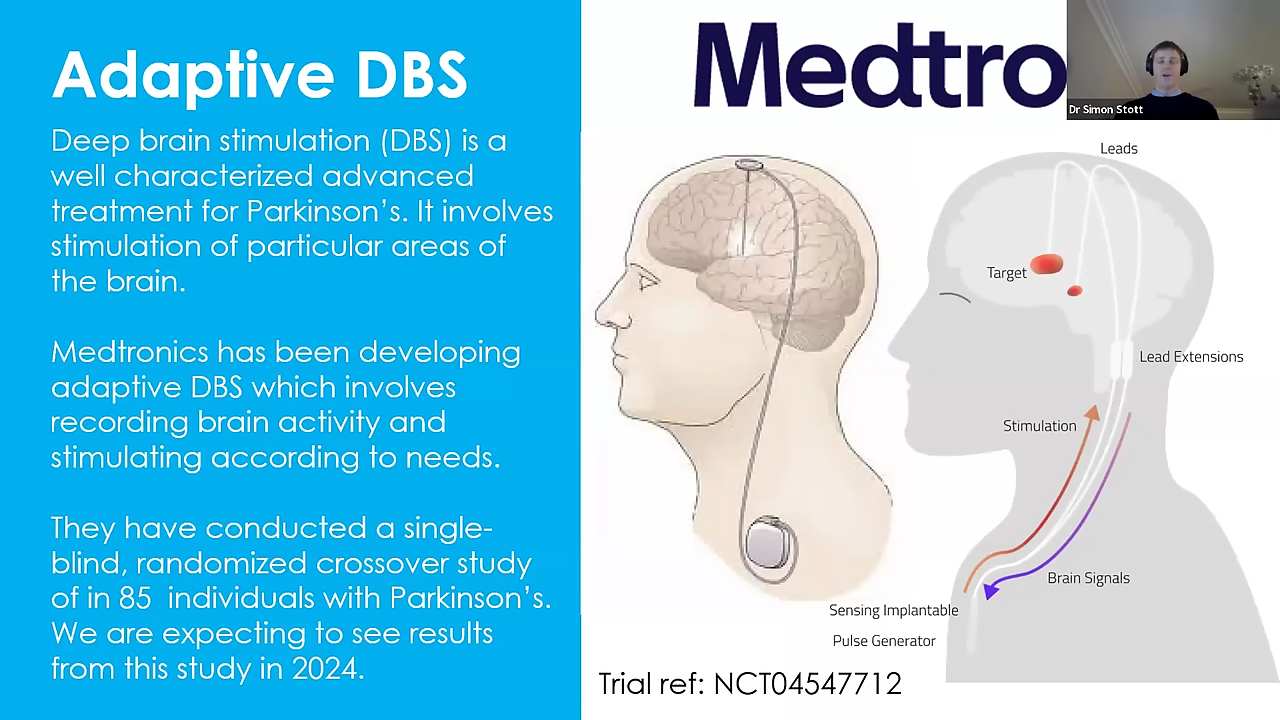 Adaptive DBS
Deep brain stimulation (DBS) is a
well characterized advanced
treatment for Parkinson’s. It involves
stimulation of particular areas of
the brain.
Medtronics has been developing
adaptive DBS which involves
recording brain activity and
stimulating according to needs.
They have conducted a single-
blind, randomized crossover study
of in 85 individuals with Parkinson’s.
We are expecting to see results
from this study in 2024.
Medtro
Dr Simon Stott
Leads
Target
Lead Extensions
Stimulation
Brain Signals
Sensing Implantable
Pulse Generator
Trial ref: NCT04547712